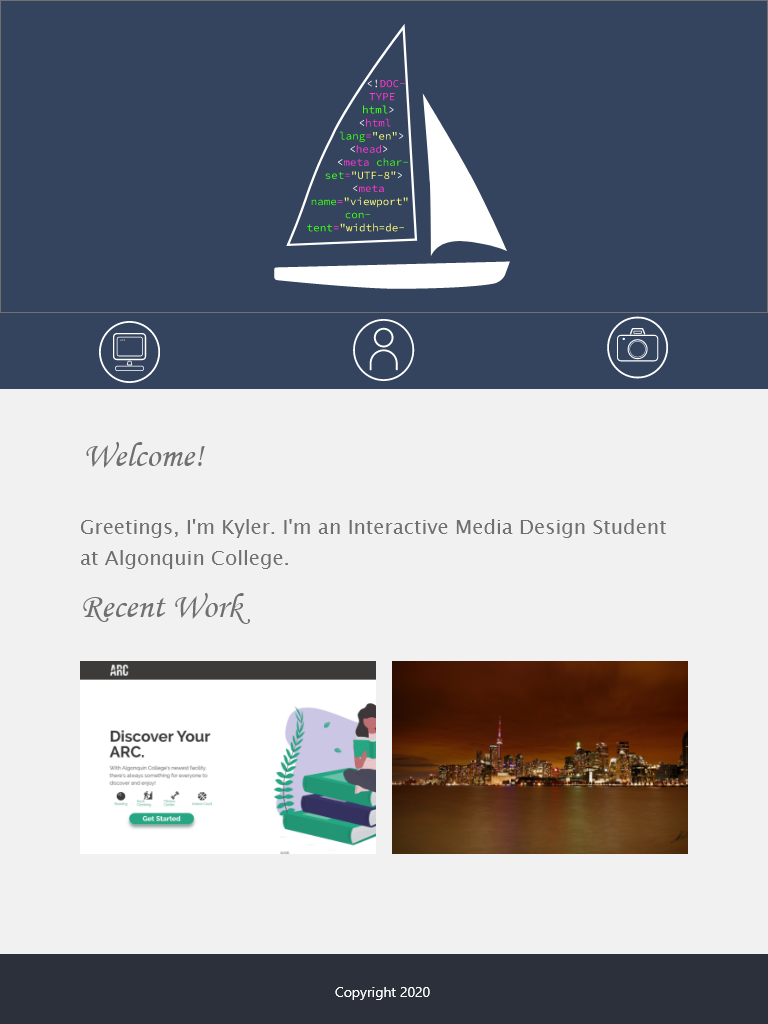 <!DOC-
TYPE
html>
<html
lang="en">
<head>
<meta char-
set="UTF-8">
<meta
name="viewport"
con-
tent="width=de-
Welcome!
Greetings, I'm Kyler. I'm an Interactive Media Design Student
at Algonquin College.
Recent Work
ARC
Discover Your
ARC.
With Algonquin College's newest facility,
there's always something for everyone to
discover and enjoy!
Get Started
Copyright 2020